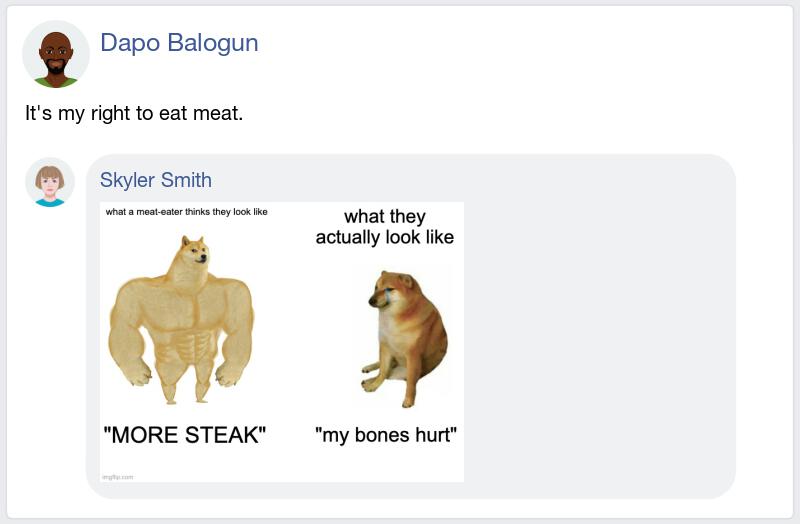 Dapo Balogun
It's my right to eat meat.
Skyler Smith
what a meat-eater thinks they look like
what they
actually look like
"MORE STEAK"
"my bones hurt"
imgflip.com